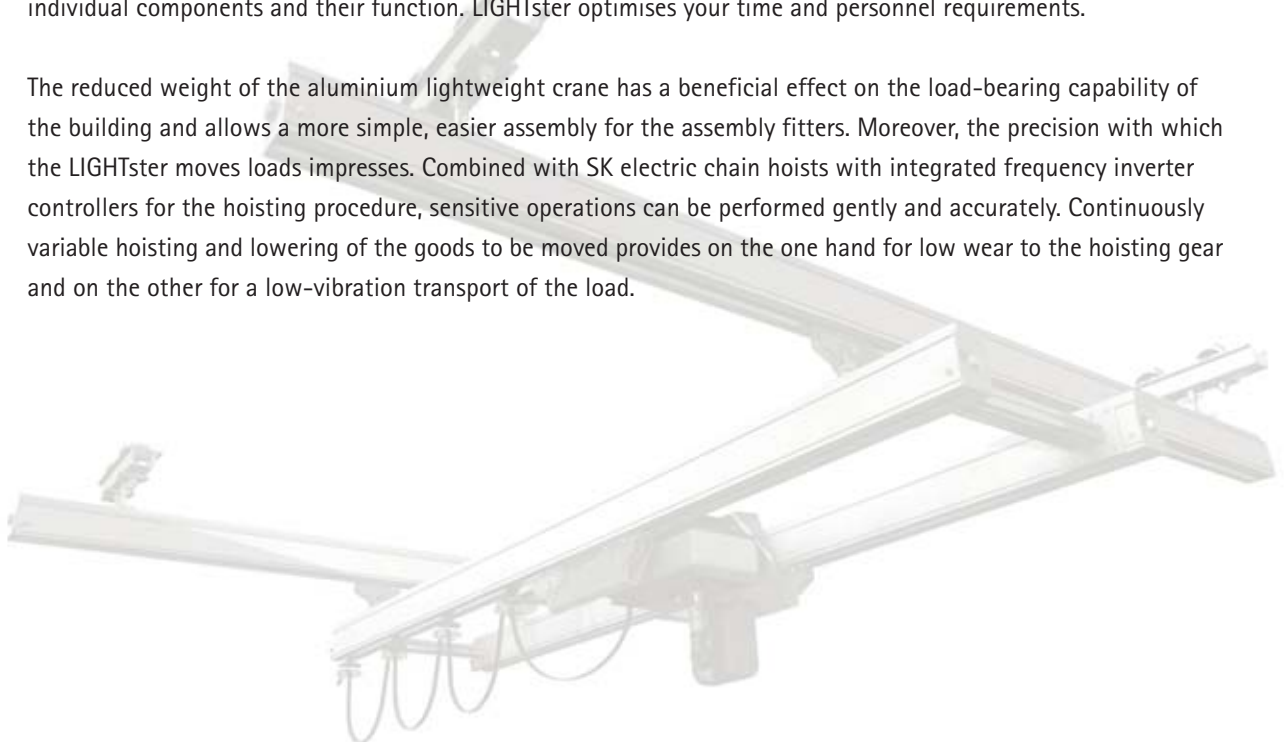 individual components and their function. LIGHTster optimises your time and personnel requirements.
The reduced weight of the aluminium lightweight crane has a beneficial effect on the load-bearing capability of
the building and allows a more simple, easier assembly for the assembly fitters. Moreover, the precision with which
the LIGHTster moves loads impresses. Combined with SK electric chain hoists with integrated frequency inverter
controllers for the hoisting procedure, sensitive operations can be performed gently and accurately. Continuously
variable hoisting and lowering of the goods to be moved provides on the one hand for low wear to the hoisting gear
and on the other for a low-vibration transport of the load.